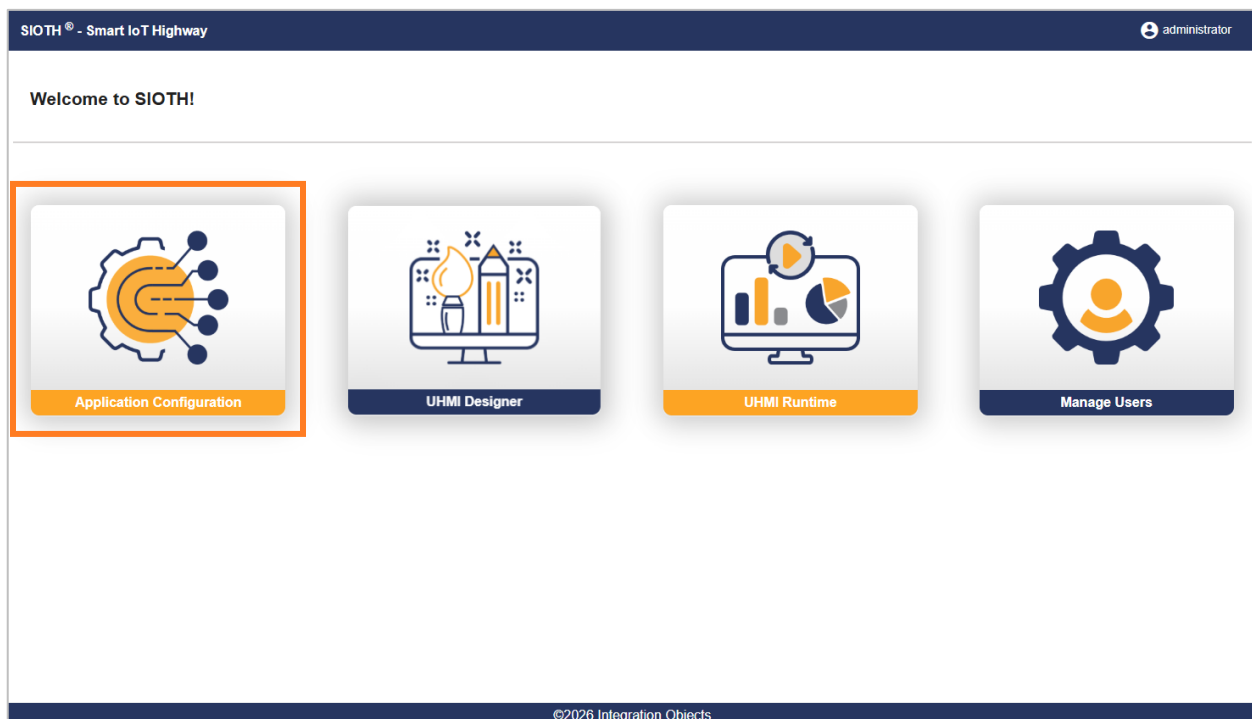 SIOTH ® - Smart IoT Highway
administrator
Welcome to SIOTH!
Application Configuration
UHMI Designer
UHMI Runtime
Manage Users
©2026 Integration Objects